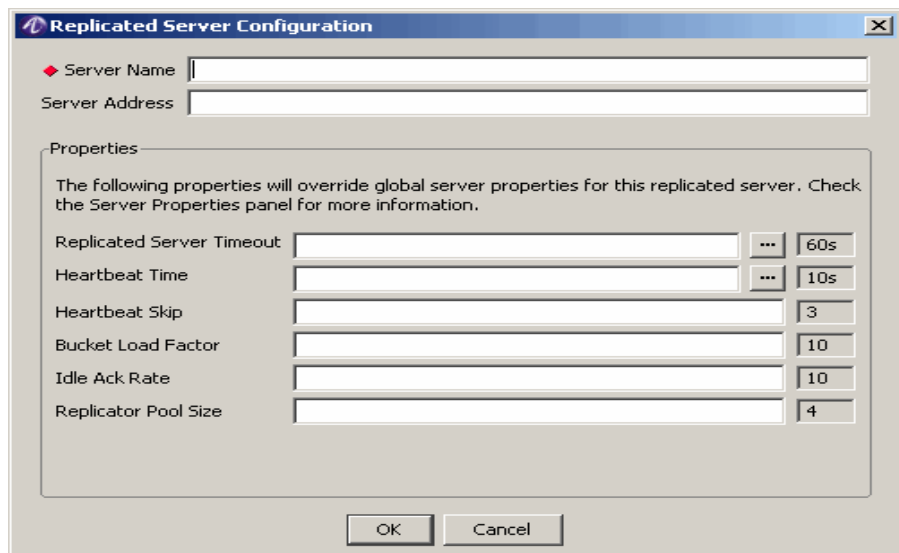 Replicated Server Configuration
Server Name
Server Address
Properties
The following properties will override global server properties for this replicated server. Check
the Server Properties panel for more information.
Replicated Server Timeout ... 60s
Heartbeat Time ... 10s
Heartbeat Skip 3
Bucket Load Factor 10
Idle Ack Rate 10
Replicator Pool Size 4
OK Cancel